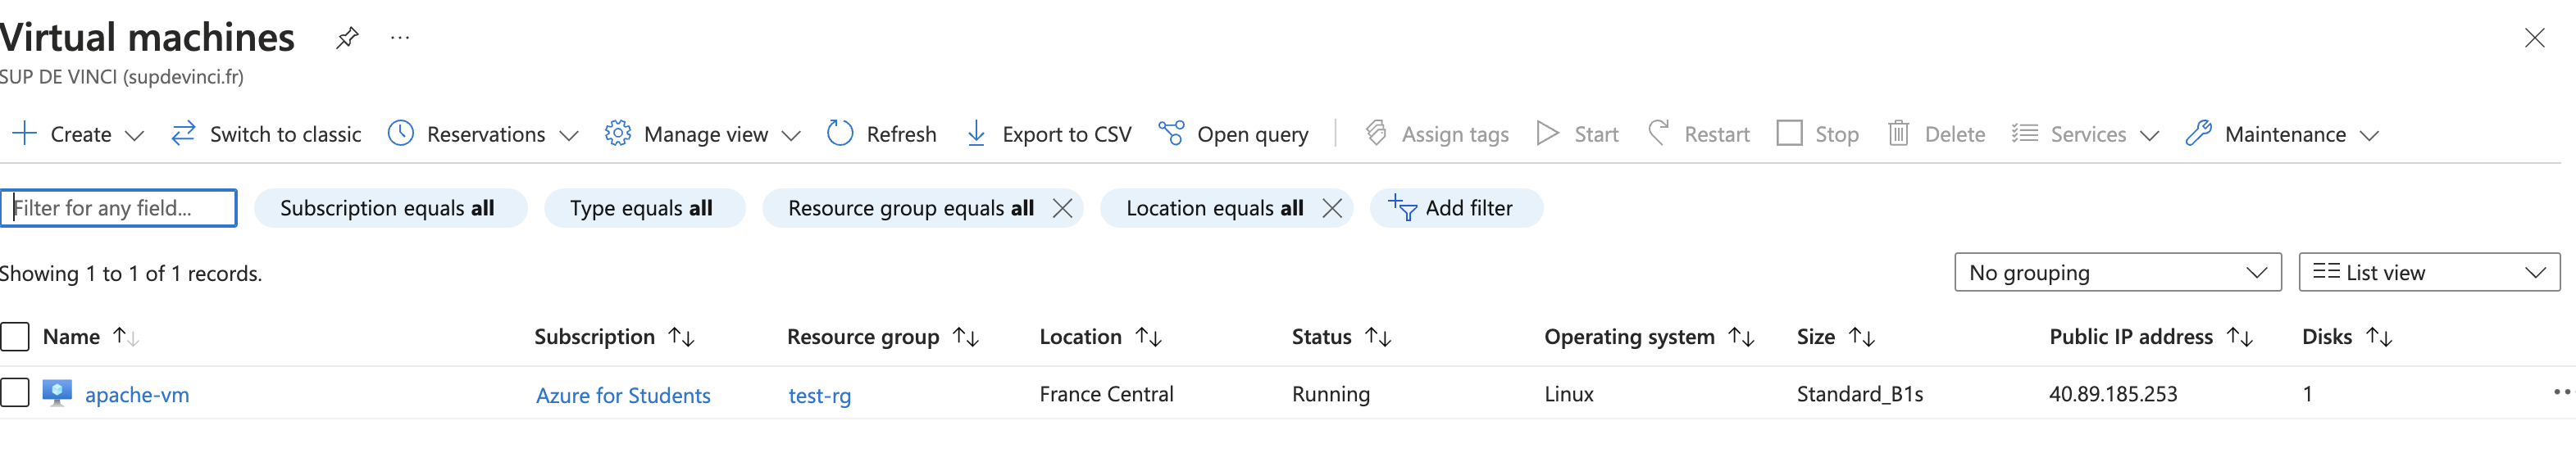 Virtual machines
SUP DE VINCI (supdevinci.fr)
Create Switch to classic Reservations Manage view Refresh Export to CSV Open query Assign tags Start Restart Stop Delete Services Maintenance
Filter for any field... Subscription equals all Type equals all Resource group equals all Location equals all Add filter
Showing 1 to 1 of 1 records. No grouping List view
Name Subscription Resource group Location Status Operating system Size Public IP address Disks
apache-vm Azure for Students test-rg France Central Running Linux Standard_B1s 40.89.185.253 1